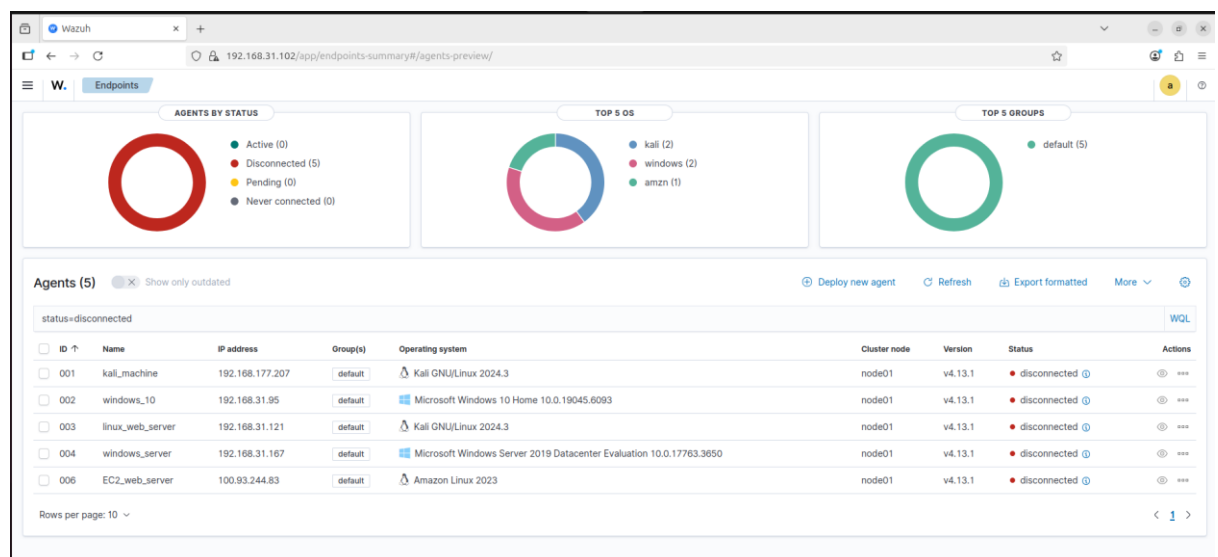 Wazuh
192.168.31.102/app/endpoints-summary#/agents-preview/
W. Endpoints a
AGENTS BY STATUS
Active (0)
Disconnected (5)
Pending (0)
Never connected (0)
TOP 5 OS
kali (2)
windows (2)
amzn (1)
TOP 5 GROUPS
default (5)
Agents (5) Show only outdated Deploy new agent Refresh Export formatted More
status=disconnected WQL
ID Name IP address Group(s) Operating system Cluster node Version Status Actions
001 kali_machine 192.168.177.207 default Kali GNU/Linux 2024.3 node01 v4.13.1 disconnected
002 windows_10 192.168.31.95 default Microsoft Windows 10 Home 10.0.19045.6093 node01 v4.13.1 disconnected
003 linux_web_server 192.168.31.121 default Kali GNU/Linux 2024.3 node01 v4.13.1 disconnected
004 windows_server 192.168.31.167 default Microsoft Windows Server 2019 Datacenter Evaluation 10.0.17763.3650 node01 v4.13.1 disconnected
006 EC2_web_server 100.93.244.83 default Amazon Linux 2023 node01 v4.13.1 disconnected
Rows per page: 10 1